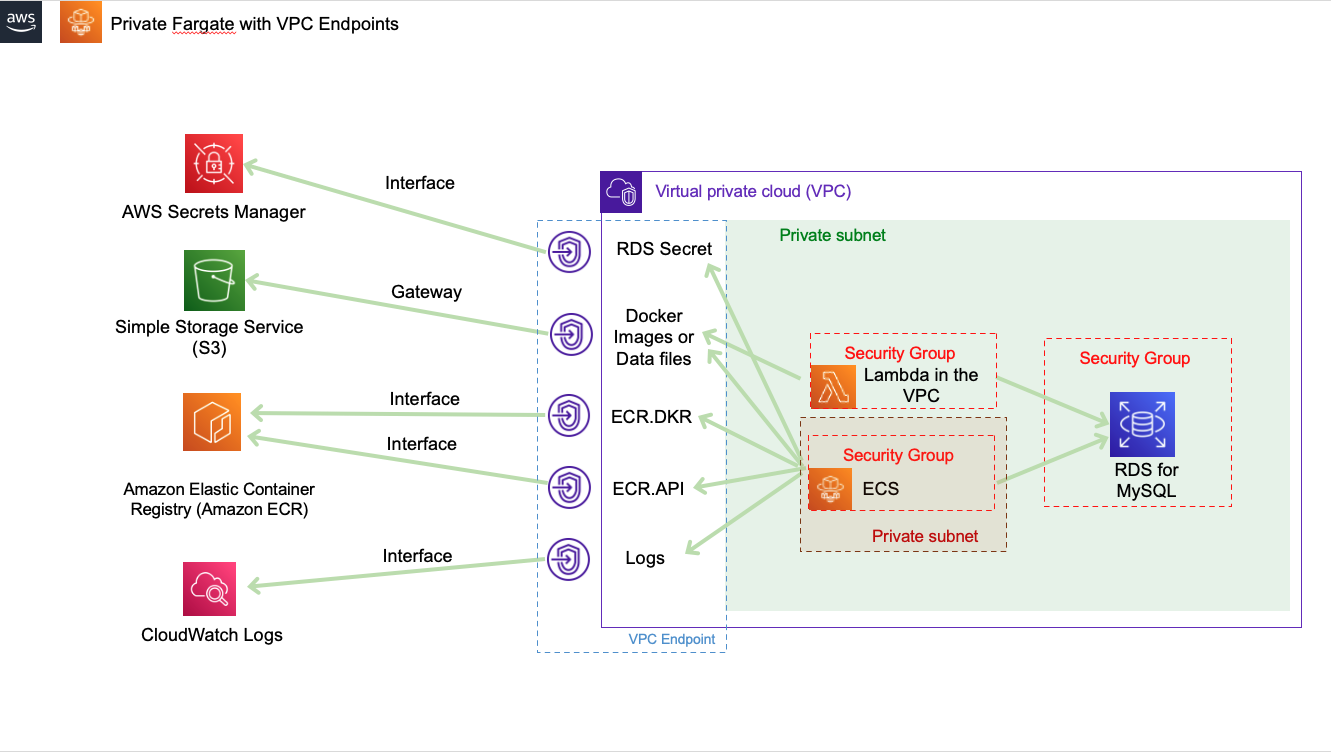 aws
Private Fargate with VPC Endpoints
AWS Secrets Manager
Simple Storage Service
(S3)
Amazon Elastic Container
Registry (Amazon ECR)
CloudWatch Logs
Interface
Gateway
Interface
Interface
Interface
Virtual private cloud (VPC)
RDS Secret
Docker
Images or
Data files
ECR.DKR
ECR.API
Logs
VPC Endpoint
Private subnet
Security Group
Lambda in the
VPC
Security Group
ECS
Private subnet
Security Group
RDS for
MySQL